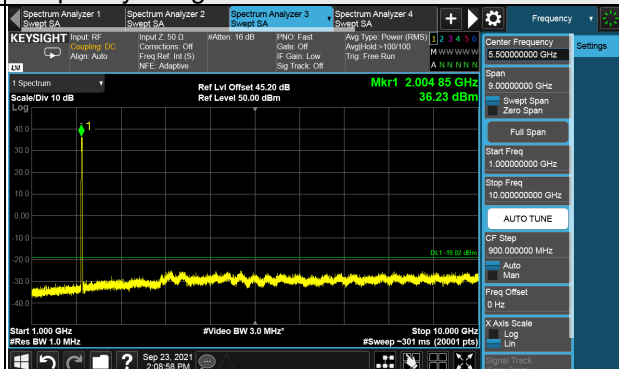 Spectrum Analyzer 1
Swept SA
Spectrum Analyzer 2
Swept SA
Spectrum Analyzer 3
Swept SA
Spectrum Analyzer 4
Swept SA
Frequency
KEYSIGHT
Input: RF
Coupling: DC
Align: Auto
Input Z: 50 Ω
Corrections: Off
Freq Ref: Int (S)
NFE: Adaptive
#Atten: 16 dB
PNO: Fast
Gate: Off
IF Gain: Low
Sig Track: Off
Avg Type: Power (RMS)
Avg|Hold:>100/100
Trig: Free Run
1 2 3 4 5 6
M W W W W W
A N N N N N
LXI
1 Spectrum
Scale/Div 10 dB
Log
Ref Lvl Offset 45.20 dB
Ref Level 50.00 dBm
Mkr1 2.004 85 GHz
36.23 dBm
40.0
30.0
20.0
10.0
0.00
-10.0
-20.0
-30.0
-40.0
1
DL1 -19.02 dBm
Start 1.000 GHz
#Res BW 1.0 MHz
#Video BW 3.0 MHz*
Stop 10.000 GHz
#Sweep ~301 ms (20001 pts)
Sep 23, 2021
2:08:58 PM
Center Frequency
5.500000000 GHz
Settings
Span
9.00000000 GHz
Swept Span
Zero Span
Full Span
Start Freq
1.000000000 GHz
Stop Freq
10.000000000 GHz
AUTO TUNE
CF Step
900.000000 MHz
Auto
Man
Freq Offset
0 Hz
X Axis Scale
Log
Lin
Signal Track